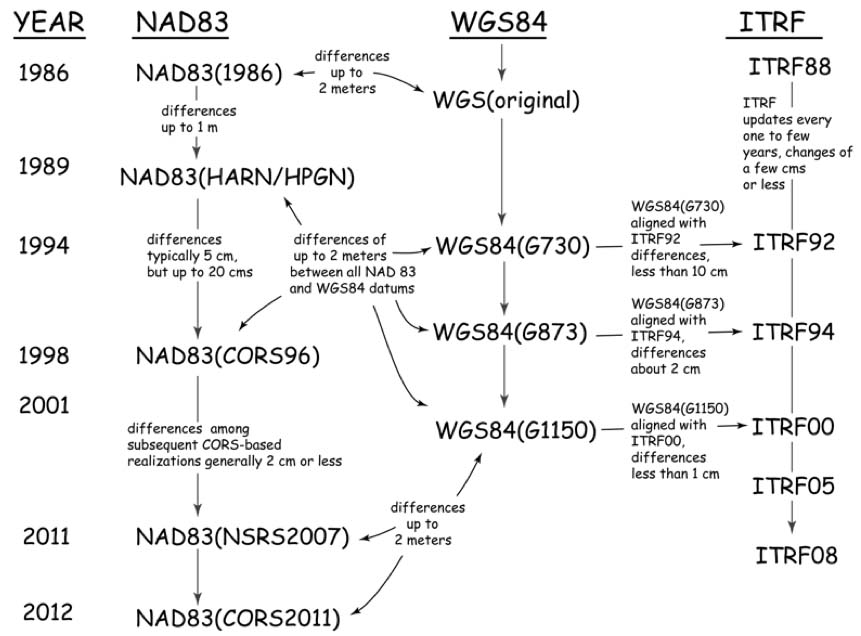 YEAR
NAD83
WGS84
ITRF
1986
NAD83(1986)
differences
up to
2 meters
WGS(original)
ITRF88
differences
up to 1 m
ITRF
updates every
one to few
years, changes of
a few cms
or less
1989
NAD83(HARN/HPGN)
1994
differences
typically 5 cm,
but up to 20 cms
differences of
up to 2 meters
between all NAD 83
and WGS84 datums
WGS84(G730)
WGS84(G730)
aligned with
ITRF92
differences,
less than 10 cm
ITRF92
WGS84(G873)
WGS84(G873)
aligned with
ITRF94,
differences
about 2 cm
ITRF94
1998
NAD83(CORS96)
2001
differences among
subsequent CORS-based
realizations generally 2 cm or less
WGS84(G1150)
WGS84(G1150)
aligned with
ITRF00,
differences
less than 1 cm
ITRF00
ITRF05
differences
up to
2 meters
2011
NAD83(NSRS2007)
ITRF08
2012
NAD83(CORS2011)